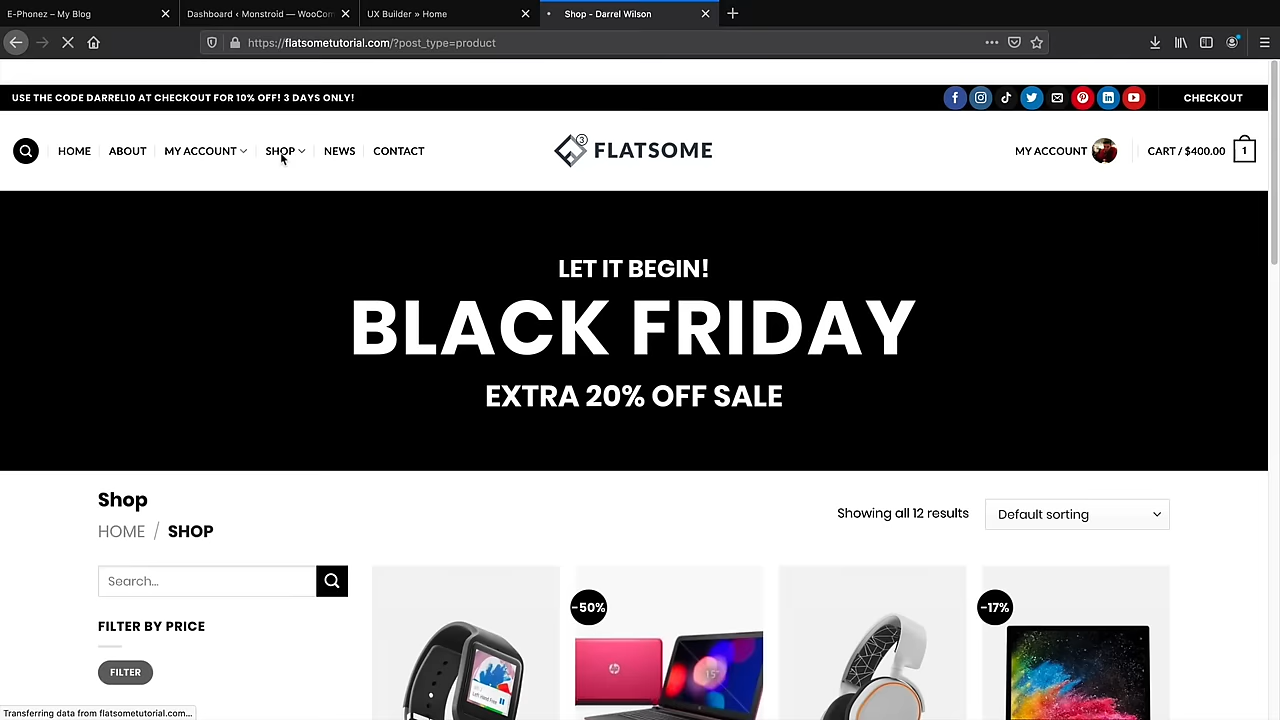 E-Phonez – My Blog
Dashboard ‹ Monstroid — WooCom
UX Builder » Home
Shop - Darrel Wilson
https://flatsometutorial.com/?post_type=product
USE THE CODE DARREL10 AT CHECKOUT FOR 10% OFF! 3 DAYS ONLY!
CHECKOUT
HOME
ABOUT
MY ACCOUNT
SHOP
NEWS
CONTACT
3
FLATSOME
MY ACCOUNT
CART / $400.00
1
LET IT BEGIN!
BLACK FRIDAY
EXTRA 20% OFF SALE
Shop
HOME / SHOP
Showing all 12 results
Default sorting
Search...
FILTER BY PRICE
FILTER
-50%
-17%
hp
15"
Transferring data from flatsometutorial.com...